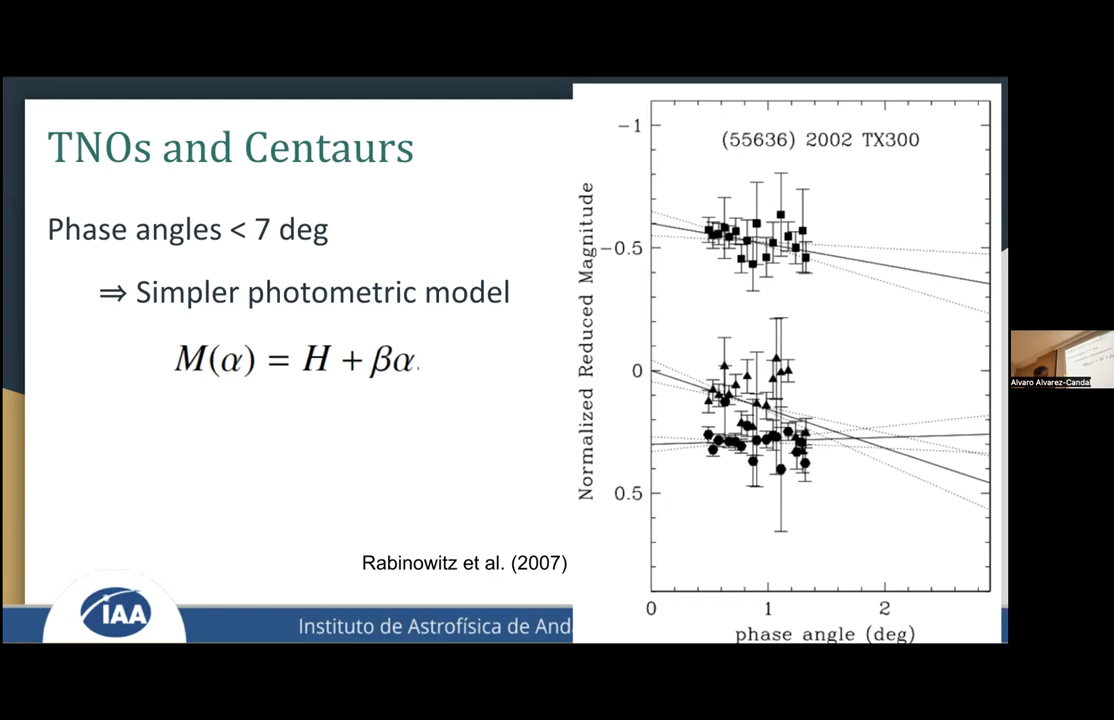 TNOs and Centaurs
Phase angles < 7 deg
⇒ Simpler photometric model
M(α) = H + βα.
Rabinowitz et al. (2007)
IAA
Instituto de Astrofísica de And
(55636) 2002 TX300
Normalized Reduced Magnitude
-1
-0.5
0
0.5
0 1 2
phase angle (deg)
Alvaro Alvarez-Candal